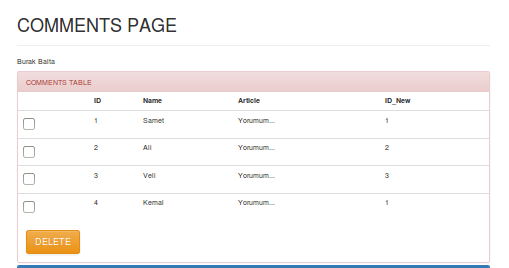 COMMENTS PAGE
Burak Balta
COMMENTS TABLE
ID Name Article ID_New
1 Samet Yorumum... 1
2 Ali Yorumum... 2
3 Veli Yorumum... 3
4 Kemal Yorumum... 1
DELETE